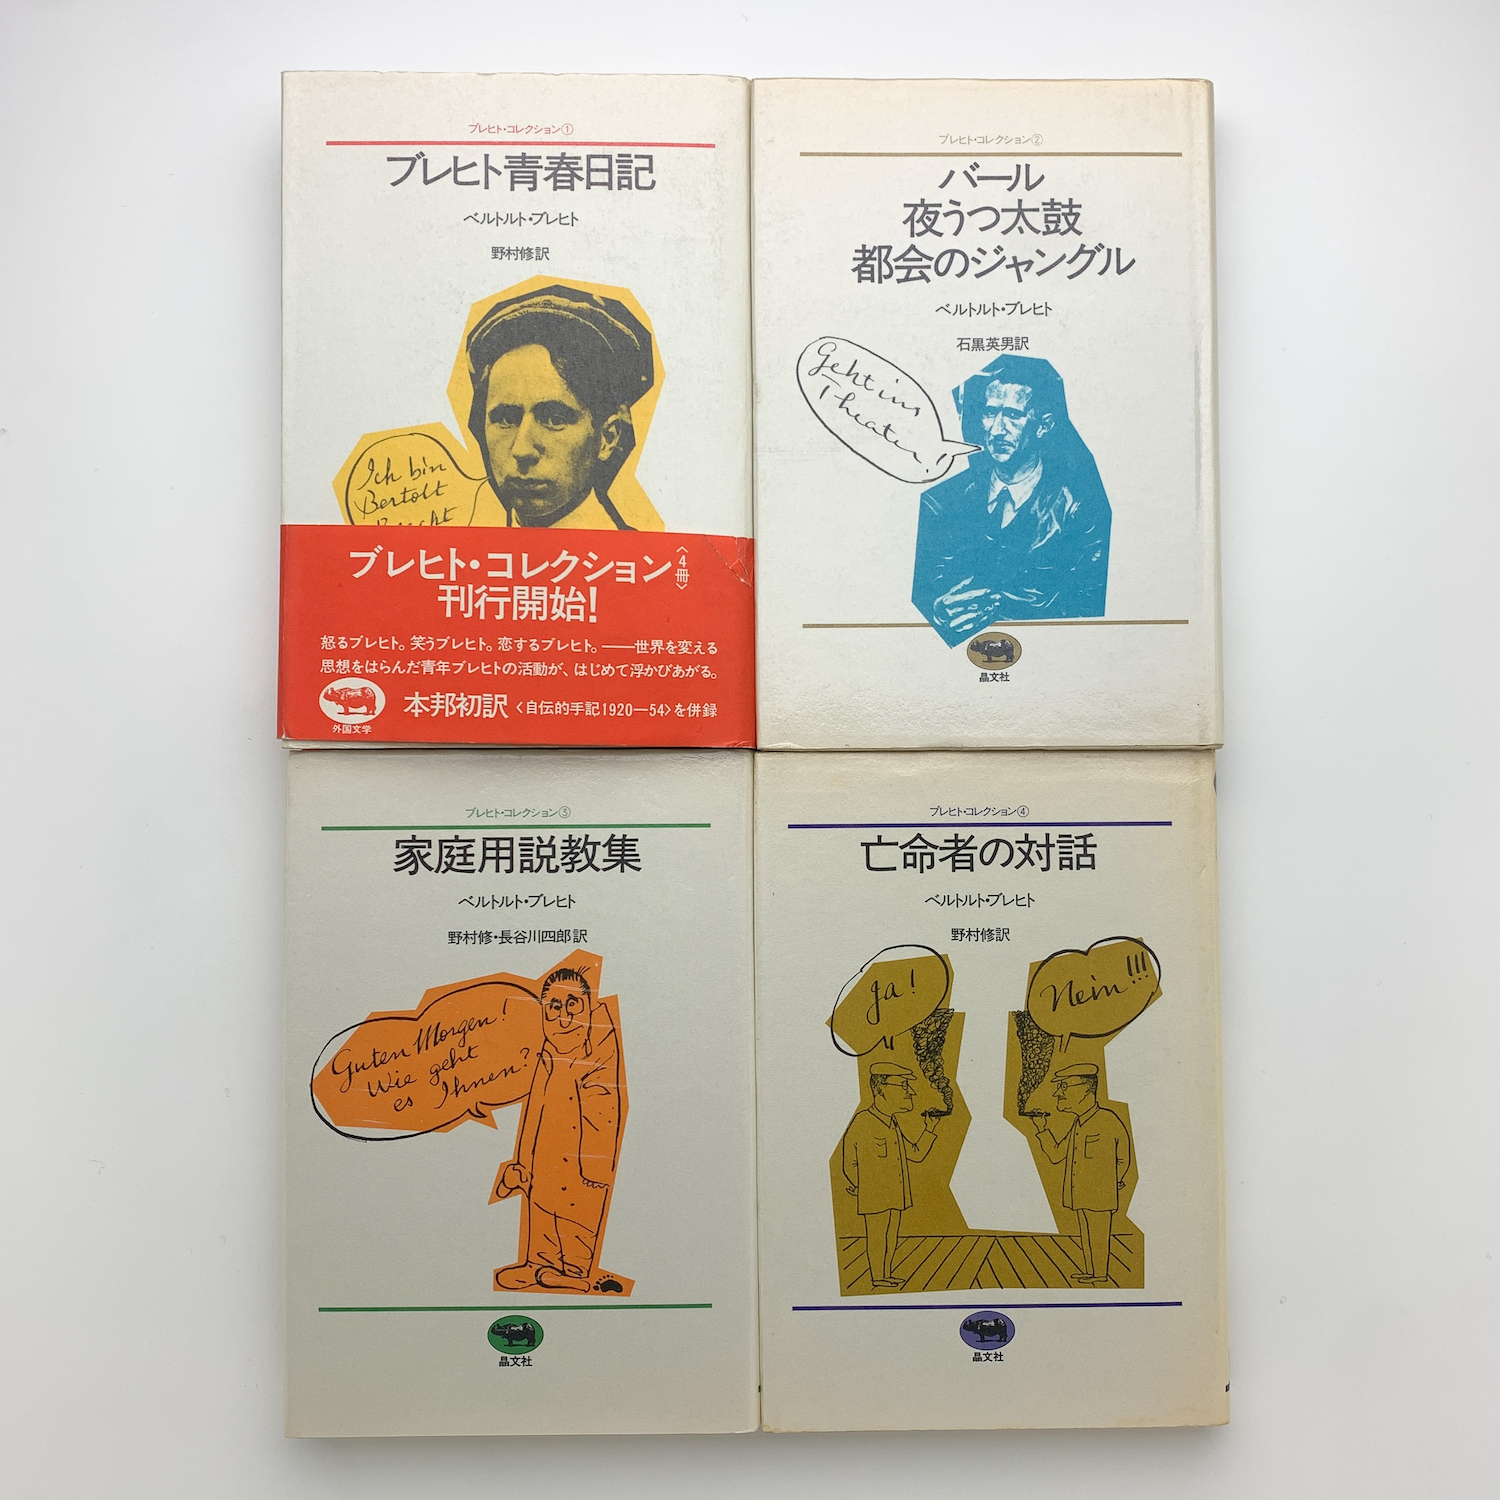 ブレヒト・コレクション①
ブレヒト青春日記
ベルトルト・ブレヒト
野村修訳
Ich bin
Bertolt
Brecht
ブレヒト・コレクション〈4冊〉
刊行開始!
怒るブレヒト。笑うブレヒト。恋するブレヒト。——世界を変える
思想をはらんだ青年ブレヒトの活動が、はじめて浮かびあがる。
本邦初訳〈自伝的手記1920—54〉を併録
外国文学
ブレヒト・コレクション②
バール
夜うつ太鼓
都会のジャングル
ベルトルト・ブレヒト
石黒英男訳
Geht ins
Theater!
晶文社
ブレヒト・コレクション③
家庭用説教集
ベルトルト・ブレヒト
野村修・長谷川四郎訳
Guten Morgen!
Wie geht
es Ihnen?
晶文社
ブレヒト・コレクション④
亡命者の対話
ベルトルト・ブレヒト
野村修訳
Ja!
Nein!!!
晶文社